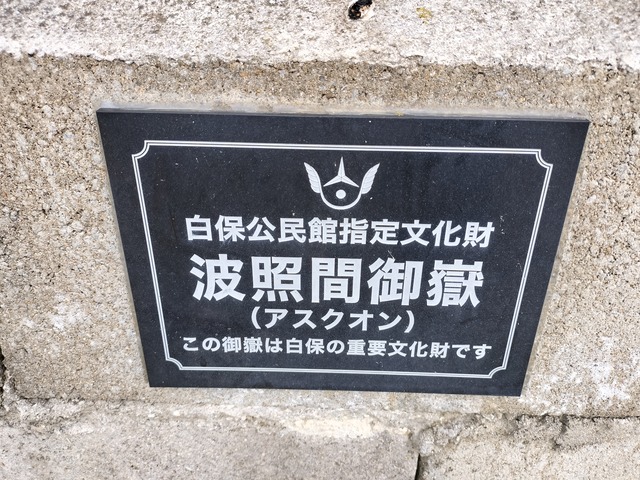 白保公民館指定文化財
波照間御嶽
（アスクオン）
この御嶽は白保の重要文化財です